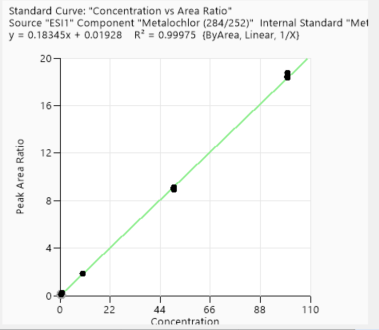 Standard Curve: "Concentration vs Area Ratio"
Source "ESI1" Component "Metalochlor (284/252)" Internal Standard "Met
y = 0.18345x + 0.01928 R² = 0.99975 {ByArea, Linear, 1/X}
20
16
12
8
4
0
Peak Area Ratio
0 22 44 66 88 110
Concentration